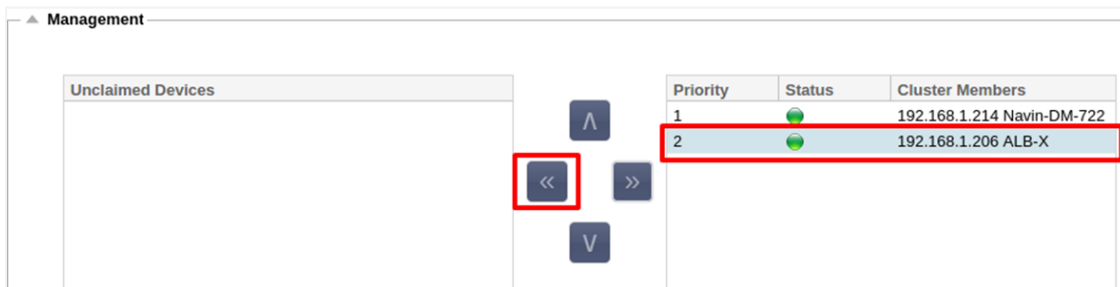 Management
Unclaimed Devices
Priority Status Cluster Members
1 192.168.1.214 Navin-DM-722
2 192.168.1.206 ALB-X